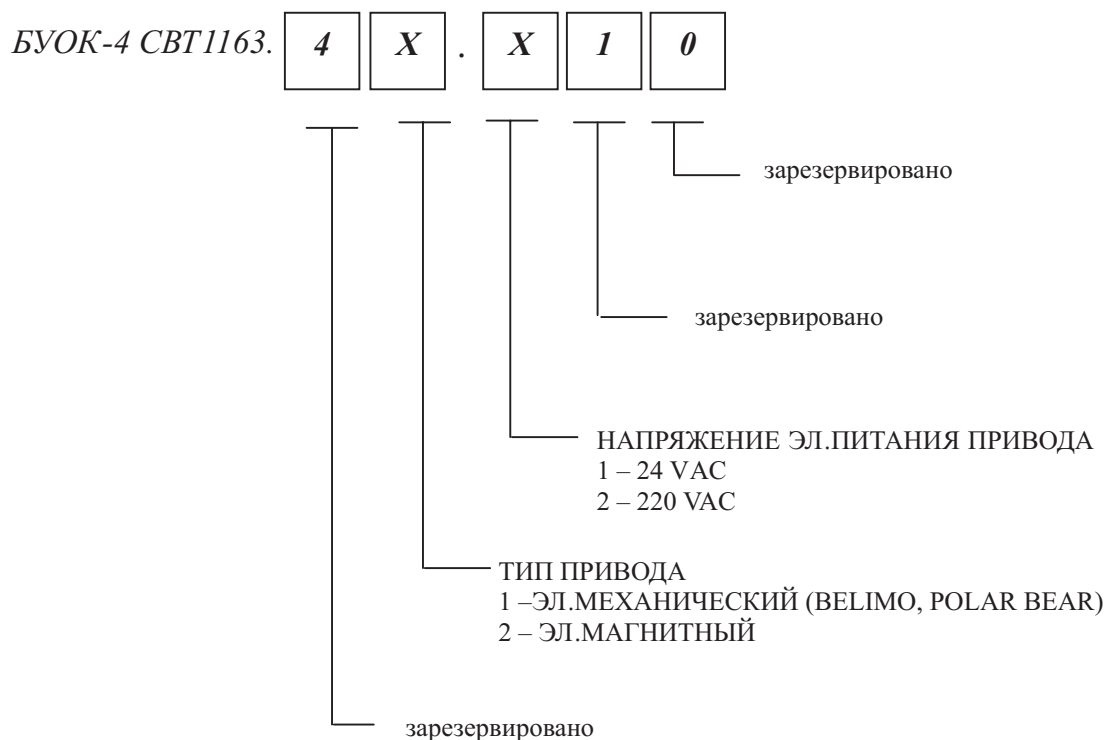 БУОК-4 СВТ1163. 4 X . X 1 0
зарезервировано
зарезервировано
НАПРЯЖЕНИЕ ЭЛ.ПИТАНИЯ ПРИВОДА
1 – 24 VAC
2 – 220 VAC
ТИП ПРИВОДА
1 –ЭЛ.МЕХАНИЧЕСКИЙ (BELIMO, POLAR BEAR)
2 – ЭЛ.МАГНИТНЫЙ
зарезервировано